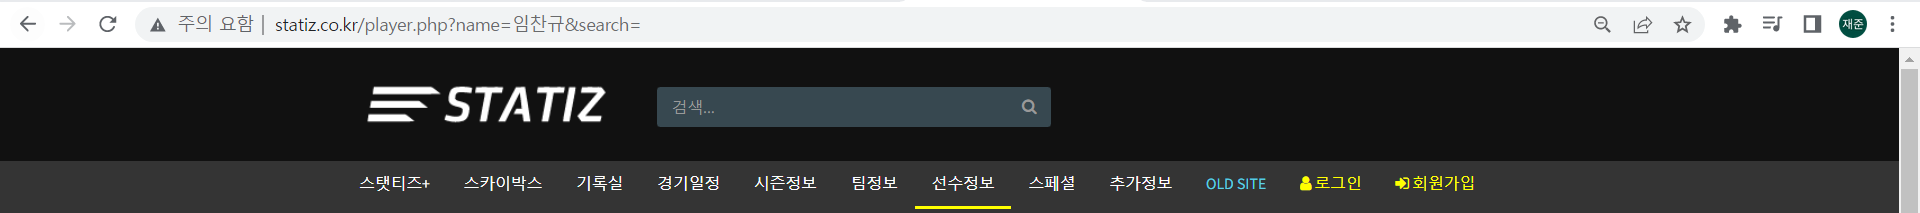 주의 요함 | statiz.co.kr/player.php?name=임찬규&search=
재준
STATIZ
검색...
스탯티즈+ 스카이박스 기록실 경기일정 시즌정보 팀정보 선수정보 스페셜 추가정보 OLD SITE 로그인 회원가입